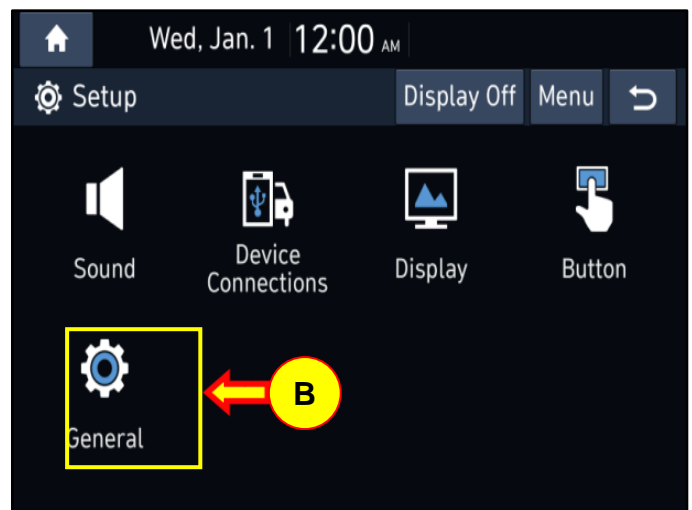 Wed, Jan. 1 12:00 AM
Setup Display Off Menu
Sound Device Connections Display Button
General B